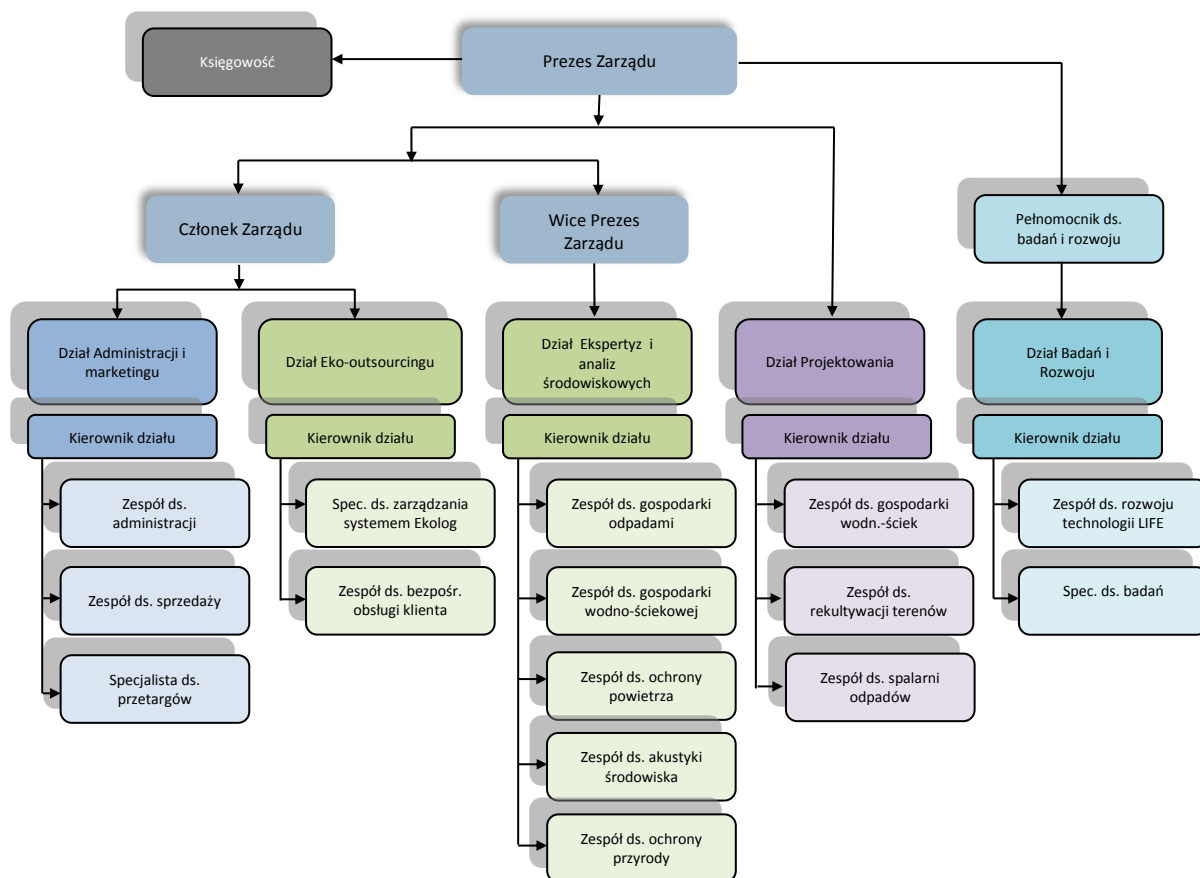 Księgowość
Prezes Zarządu
Członek Zarządu
Wice Prezes
Zarządu
Pełnomocnik ds.
badań i rozwoju
Dział Administracji i
marketingu
Dział Eko-outsourcingu
Dział Ekspertyz i
analiz
środowiskowych
Dział Projektowania
Dział Badań i
Rozwoju
Kierownik działu
Kierownik działu
Kierownik działu
Kierownik działu
Kierownik działu
Zespół ds.
administracji
Zespół ds. sprzedaży
Specjalista ds.
przetargów
Spec. ds. zarządzania
systemem Ekolog
Zespół ds. bezpośr.
obsługi klienta
Zespół ds. gospodarki
odpadami
Zespół ds. gospodarki
wodno-ściekowej
Zespół ds. ochrony
powietrza
Zespół ds. akustyki
środowiska
Zespół ds. ochrony
przyrody
Zespół ds. gospodarki
wodn.-ściek
Zespół ds.
rekultywacji terenów
Zespół ds. spalarni
odpadów
Zespół ds. rozwoju
technologii LIFE
Spec. ds. badań